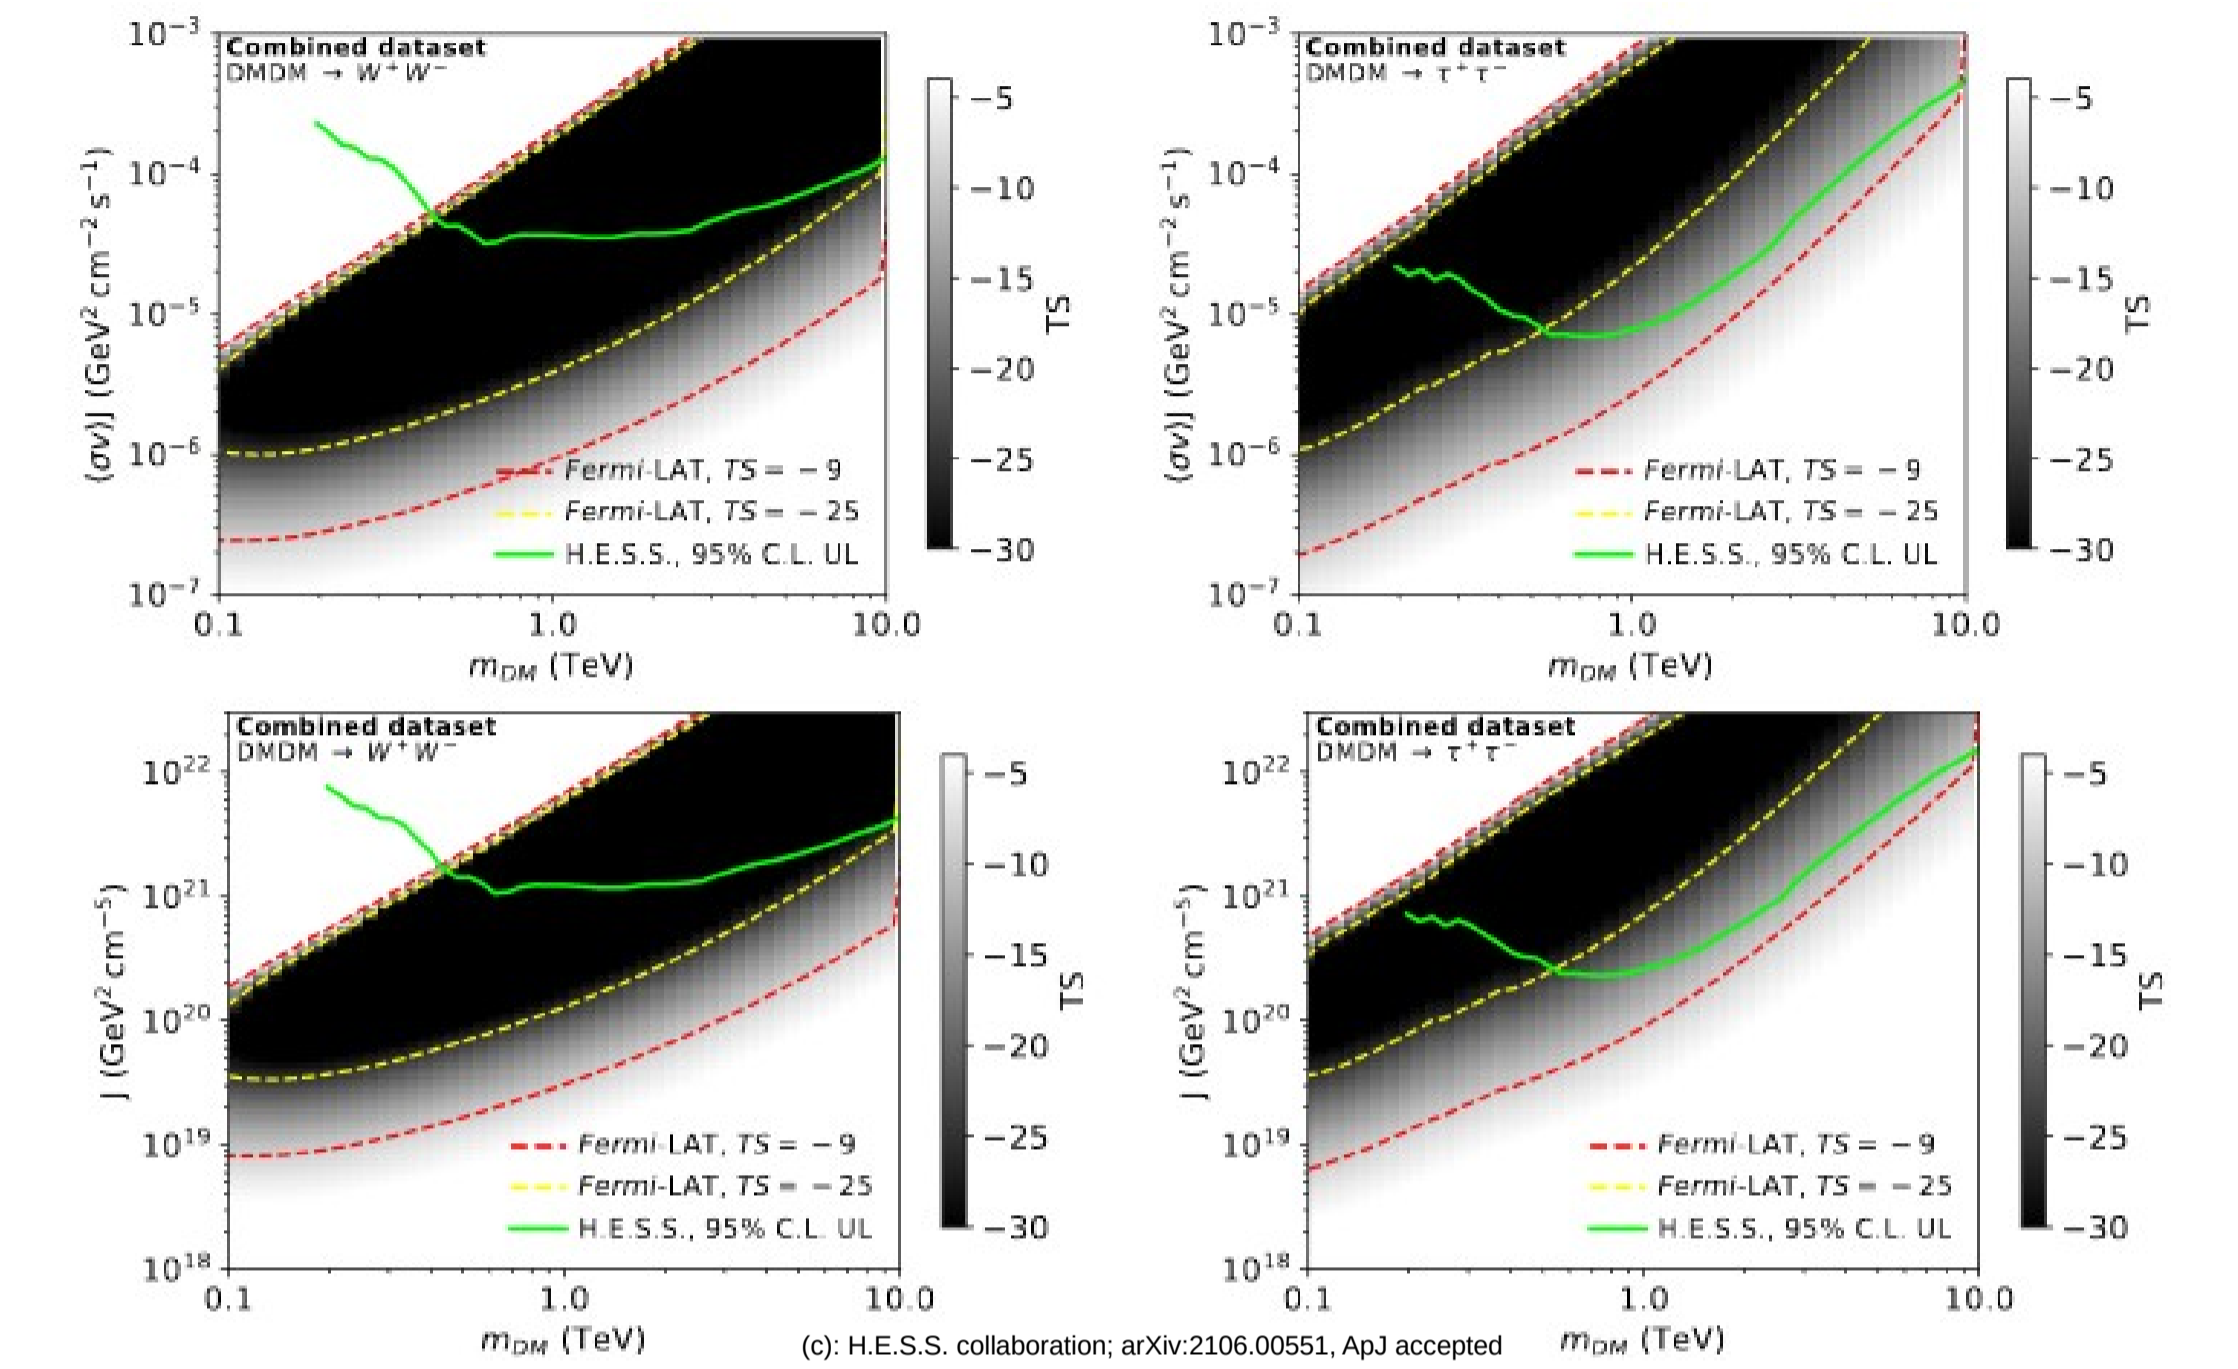 Combined dataset
DMDM → W⁺W⁻
⟨σv⟩J (GeV² cm⁻² s⁻¹)
10⁻³
10⁻⁴
10⁻⁵
10⁻⁶
10⁻⁷
Fermi-LAT, TS = −9
Fermi-LAT, TS = −25
H.E.S.S., 95% C.L. UL
0.1 1.0 10.0
m_DM (TeV)
−5
−10
−15
−20
−25
−30
TS
Combined dataset
DMDM → τ⁺τ⁻
⟨σv⟩J (GeV² cm⁻² s⁻¹)
10⁻³
10⁻⁴
10⁻⁵
10⁻⁶
10⁻⁷
Fermi-LAT, TS = −9
Fermi-LAT, TS = −25
H.E.S.S., 95% C.L. UL
0.1 1.0 10.0
m_DM (TeV)
−5
−10
−15
−20
−25
−30
TS
Combined dataset
DMDM → W⁺W⁻
J (GeV² cm⁻⁵)
10²²
10²¹
10²⁰
10¹⁹
10¹⁸
Fermi-LAT, TS = −9
Fermi-LAT, TS = −25
H.E.S.S., 95% C.L. UL
0.1 1.0 10.0
m_DM (TeV)
−5
−10
−15
−20
−25
−30
TS
Combined dataset
DMDM → τ⁺τ⁻
J (GeV² cm⁻⁵)
10²²
10²¹
10²⁰
10¹⁹
10¹⁸
Fermi-LAT, TS = −9
Fermi-LAT, TS = −25
H.E.S.S., 95% C.L. UL
0.1 1.0 10.0
m_DM (TeV)
−5
−10
−15
−20
−25
−30
TS
(c): H.E.S.S. collaboration; arXiv:2106.00551, ApJ accepted